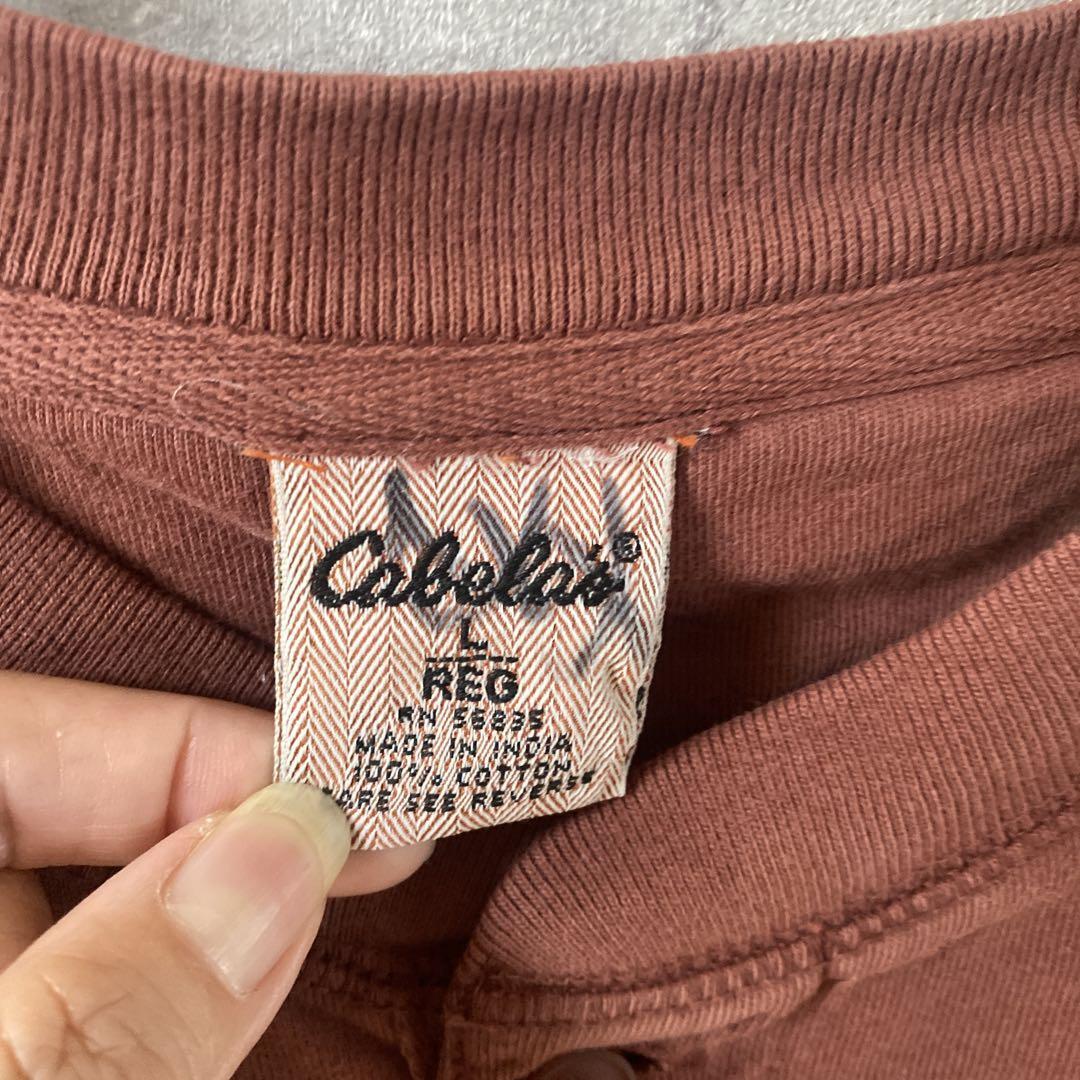 Cabela's®
L
REG
RN 56835
MADE IN INDIA
100% COTTON
CARE SEE REVERSE